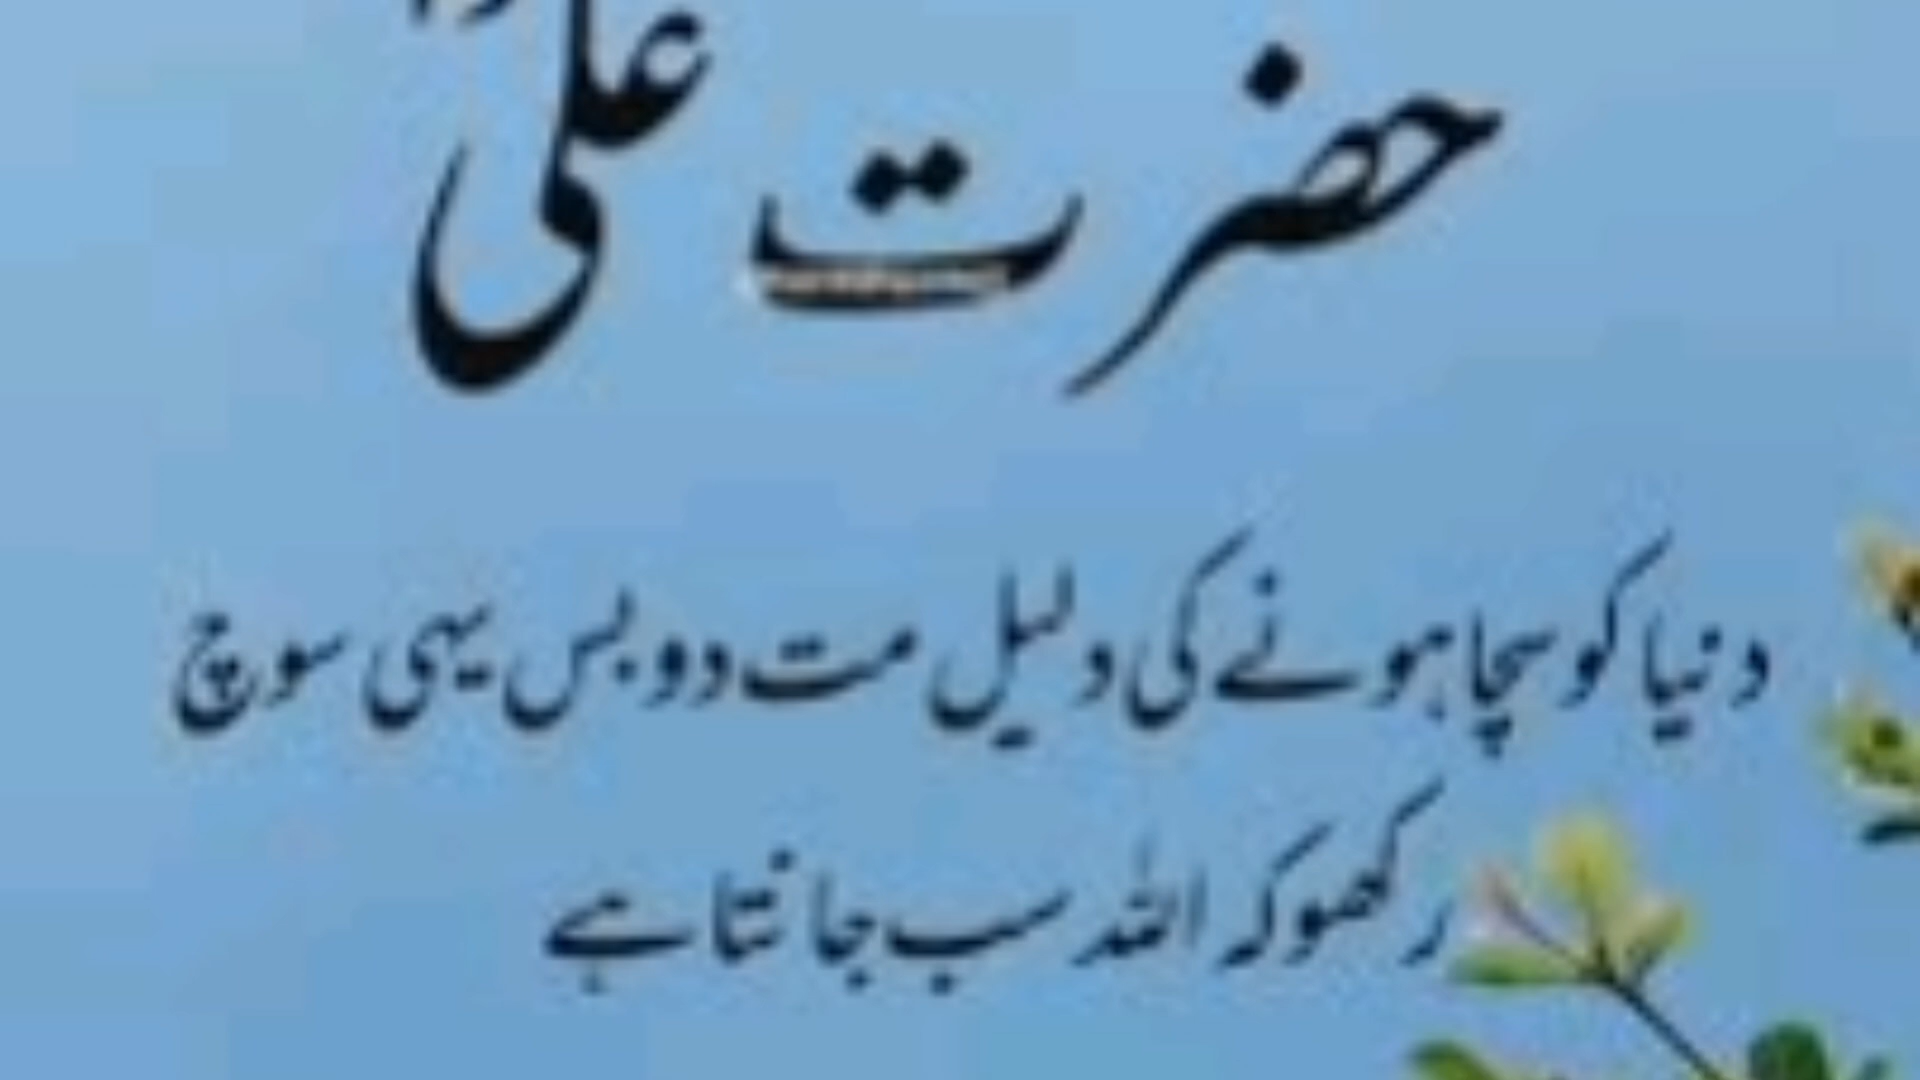 حضرت علی
دنیا کو سچا ہونے کی دلیل مت دو بس یہی سوچ
رکھو کہ اللہ سب جانتا ہے